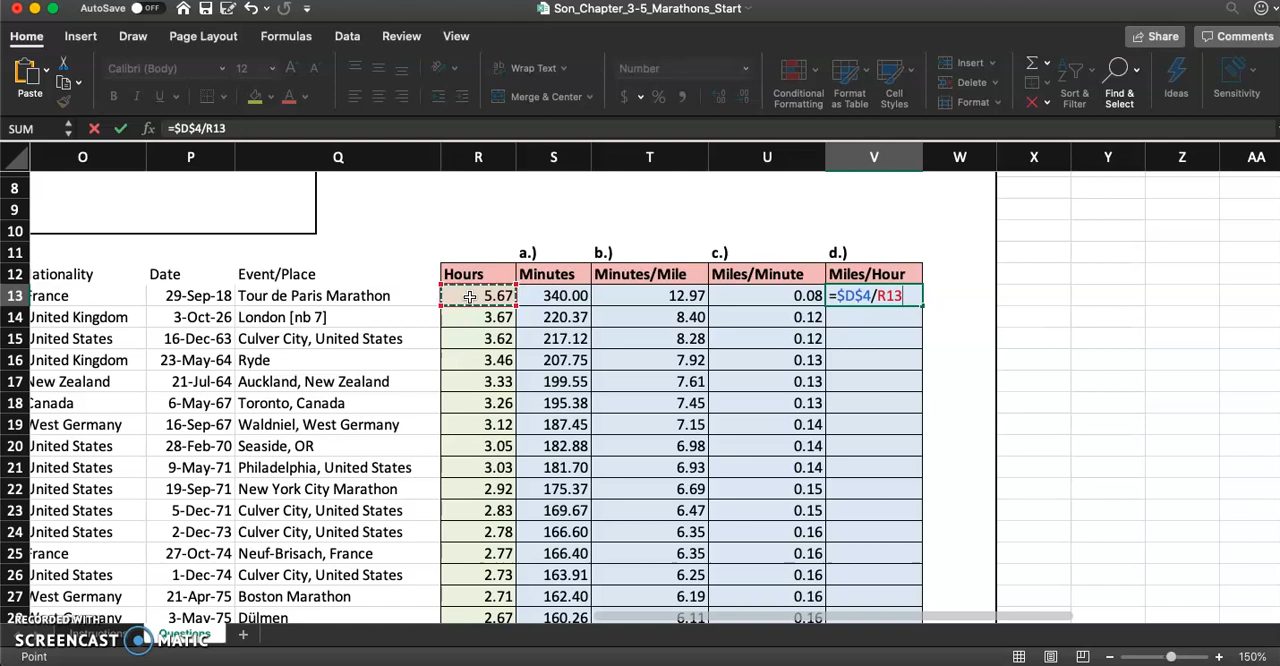 AutoSave OFF Son_Chapter_3-5_Marathons_Start
Home Insert Draw Page Layout Formulas Data Review View Share Comments
Paste Calibri (Body) 12 A A Wrap Text Number Insert Delete Format Conditional Formatting Format as Table Cell Styles Sort & Filter Find & Select Ideas Sensitivity
B I U A Merge & Center $ % ,
SUM fx =$D$4/R13
O P Q R S T U V W X Y Z AA
8
9
10
11 a.) b.) c.) d.)
12 ationality Date Event/Place Hours Minutes Minutes/Mile Miles/Minute Miles/Hour
13 rance 29-Sep-18 Tour de Paris Marathon 5.67 340.00 12.97 0.08 =$D$4/R13
14 United Kingdom 3-Oct-26 London [nb 7] 3.67 220.37 8.40 0.12
15 United States 16-Dec-63 Culver City, United States 3.62 217.12 8.28 0.12
16 United Kingdom 23-May-64 Ryde 3.46 207.75 7.92 0.13
17 New Zealand 21-Jul-64 Auckland, New Zealand 3.33 199.55 7.61 0.13
18 Canada 6-May-67 Toronto, Canada 3.26 195.38 7.45 0.13
19 West Germany 16-Sep-67 Waldniel, West Germany 3.12 187.45 7.15 0.14
20 United States 28-Feb-70 Seaside, OR 3.05 182.88 6.98 0.14
21 United States 9-May-71 Philadelphia, United States 3.03 181.70 6.93 0.14
22 United States 19-Sep-71 New York City Marathon 2.92 175.37 6.69 0.15
23 United States 5-Dec-71 Culver City, United States 2.83 169.67 6.47 0.15
24 United States 2-Dec-73 Culver City, United States 2.78 166.60 6.35 0.16
25 rance 27-Oct-74 Neuf-Brisach, France 2.77 166.40 6.35 0.16
26 United States 1-Dec-74 Culver City, United States 2.73 163.91 6.25 0.16
27 West Germany 21-Apr-75 Boston Marathon 2.71 162.40 6.19 0.16
28 West Germany 3-May-75 Dülmen 2.67 160.26 6.11 0.16
RECORDED WITH
Instructions Questions +
SCREENCAST MATIC
Point 150%